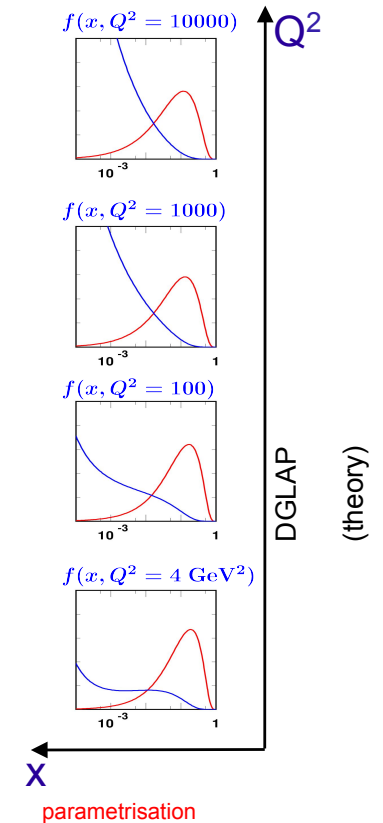 f(x, Q² = 10000)
Q²
10⁻³ 1
f(x, Q² = 1000)
10⁻³ 1
f(x, Q² = 100)
10⁻³ 1
DGLAP
(theory)
f(x, Q² = 4 GeV²)
10⁻³ 1
x
parametrisation